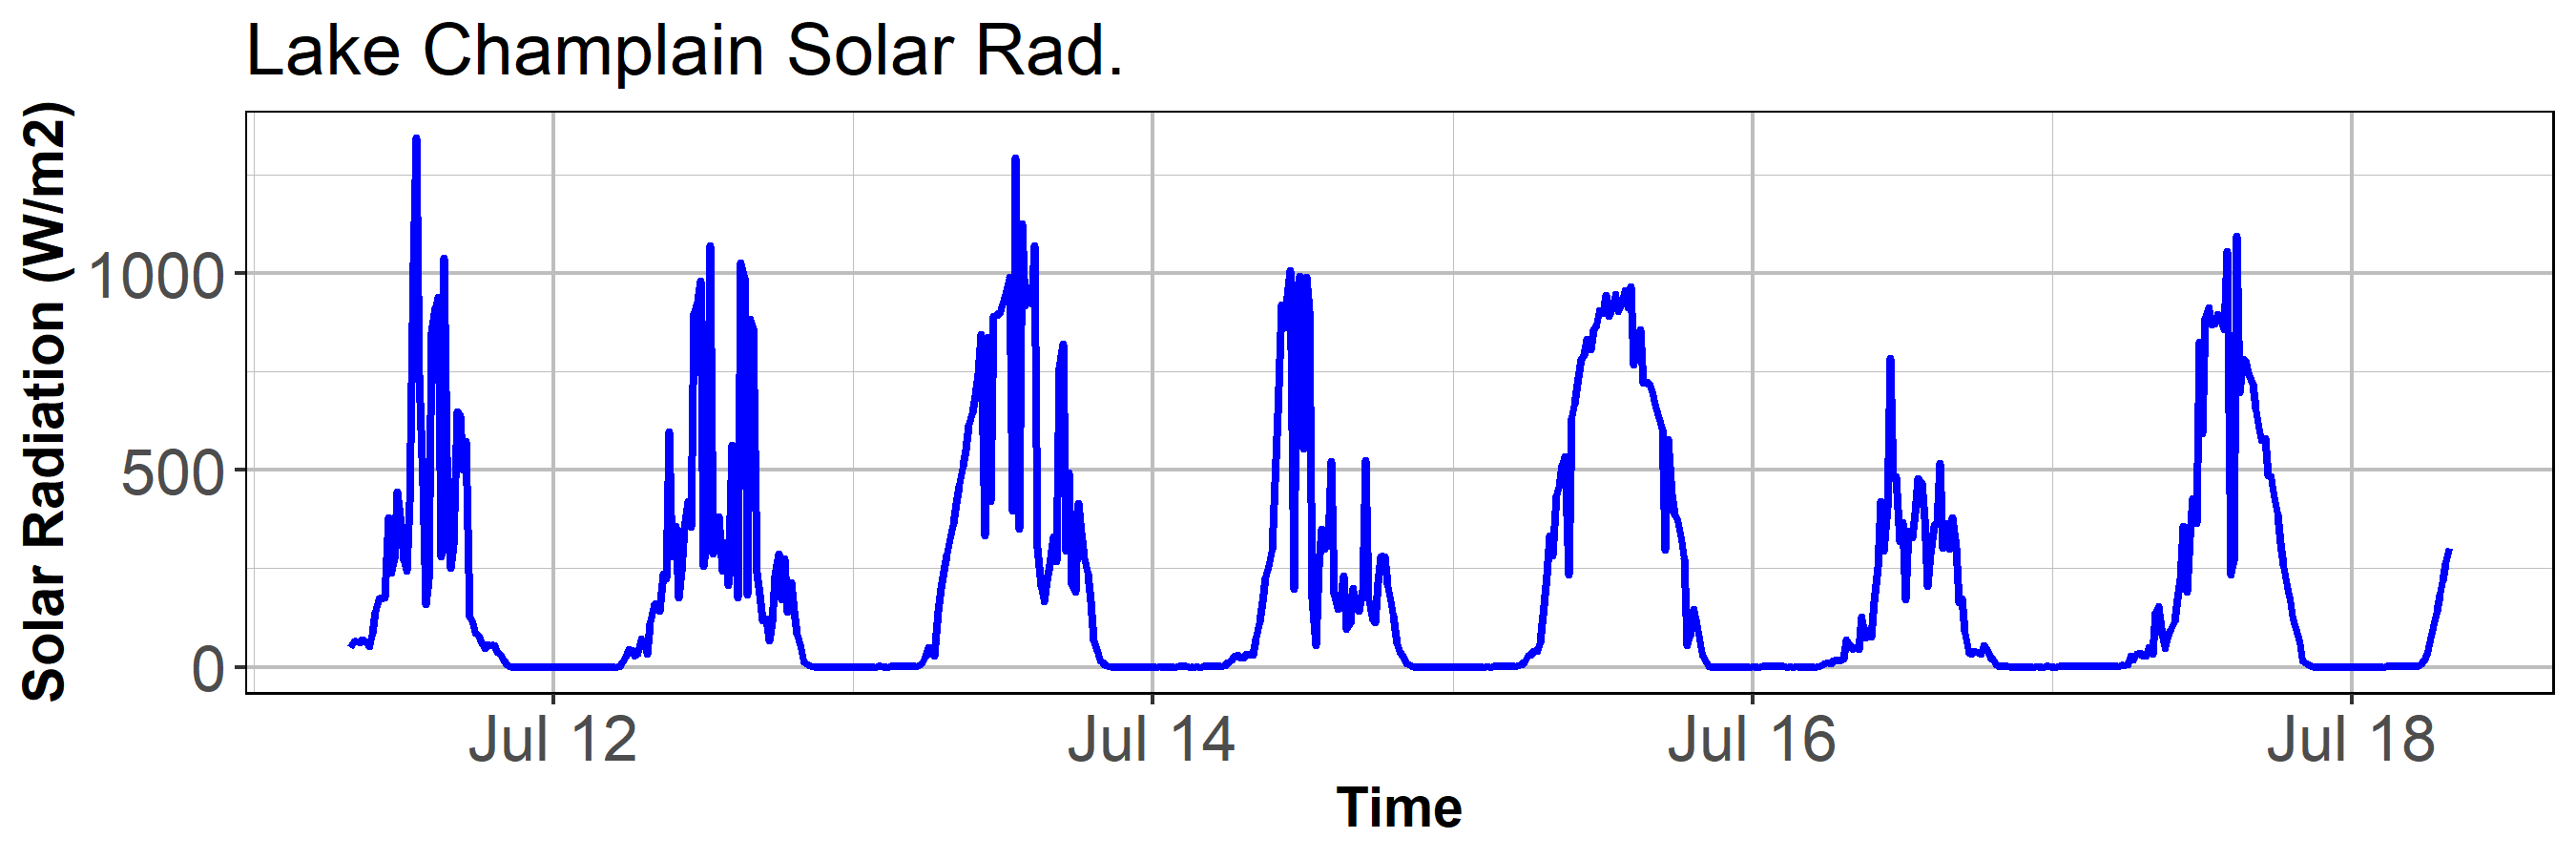 Lake Champlain Solar Rad.
Solar Radiation (W/m2)
1000
500
0
Jul 12
Jul 14
Jul 16
Jul 18
Time